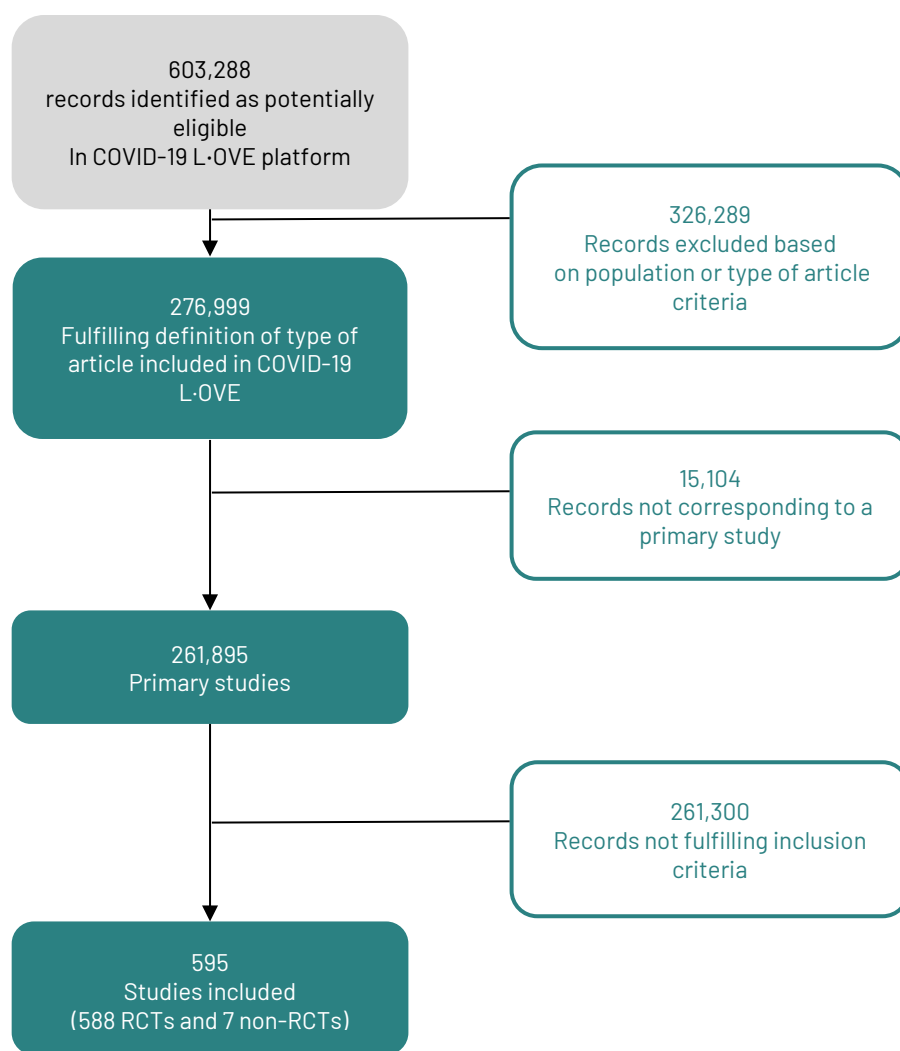 603,288
records identified as potentially
eligible
In COVID-19 L·OVE platform
326,289
Records excluded based
on population or type of article
criteria
276,999
Fulfilling definition of type of
article included in COVID-19
L·OVE
15,104
Records not corresponding to a
primary study
261,895
Primary studies
261,300
Records not fulfilling inclusion
criteria
595
Studies included
(588 RCTs and 7 non-RCTs)